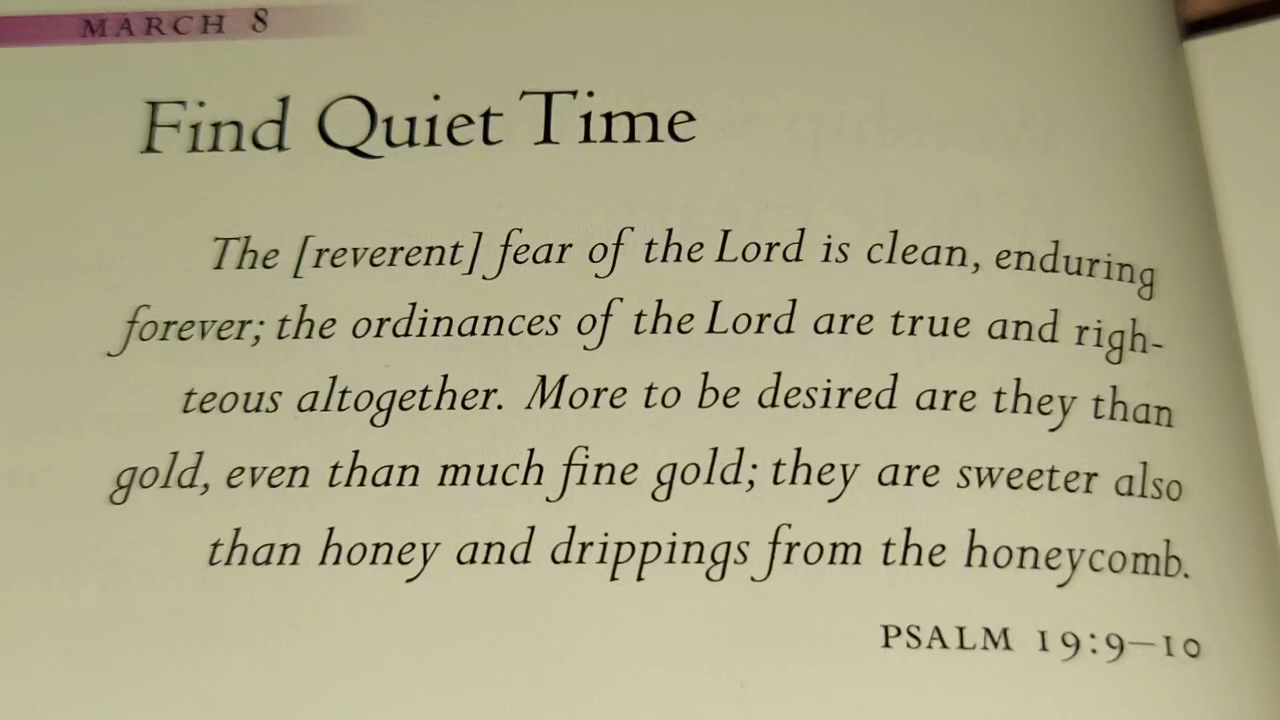 MARCH 8
Find Quiet Time
The [reverent] fear of the Lord is clean, enduring
forever; the ordinances of the Lord are true and righ-
teous altogether. More to be desired are they than
gold, even than much fine gold; they are sweeter also
than honey and drippings from the honeycomb.
PSALM 19:9–10